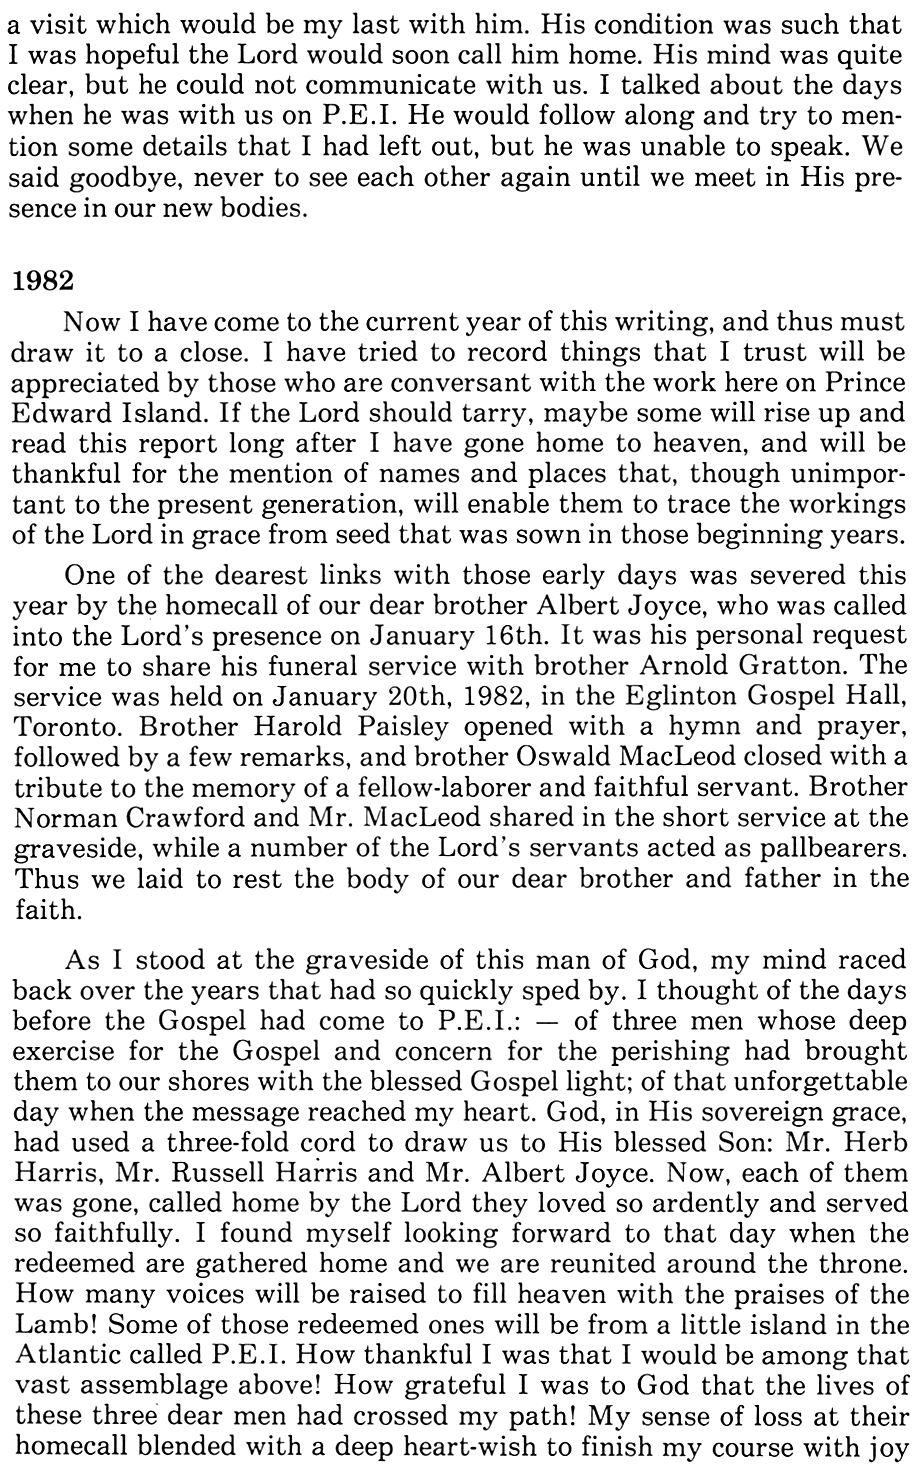 a visit which would be my last with him. His condition was such that
I was hopeful the Lord would soon call him home. His mind was quite
clear, but he could not communicate with us. I talked about the days
when he was with us on P.E.I. He would follow along and try to men-
tion some details that I had left out, but he was unable to speak. We
said goodbye, never to see each other again until we meet in His pre-
sence in our new bodies.
1982
Now I have come to the current year of this writing, and thus must
draw it to a close. I have tried to record things that I trust will be
appreciated by those who are conversant with the work here on Prince
Edward Island. If the Lord should tarry, maybe some will rise up and
read this report long after I have gone home to heaven, and will be
thankful for the mention of names and places that, though unimpor-
tant to the present generation, will enable them to trace the workings
of the Lord in grace from seed that was sown in those beginning years.
One of the dearest links with those early days was severed this
year by the homecall of our dear brother Albert Joyce, who was called
into the Lord's presence on January 16th. It was his personal request
for me to share his funeral service with brother Arnold Gratton. The
service was held on January 20th, 1982, in the Eglinton Gospel Hall,
Toronto. Brother Harold Paisley opened with a hymn and prayer,
followed by a few remarks, and brother Oswald MacLeod closed with a
tribute to the memory of a fellow-laborer and faithful servant. Brother
Norman Crawford and Mr. MacLeod shared in the short service at the
graveside, while a number of the Lord's servants acted as pallbearers.
Thus we laid to rest the body of our dear brother and father in the
faith.
As I stood at the graveside of this man of God, my mind raced
back over the years that had so quickly sped by. I thought of the days
before the Gospel had come to P.E.I.: — of three men whose deep
exercise for the Gospel and concern for the perishing had brought
them to our shores with the blessed Gospel light; of that unforgettable
day when the message reached my heart. God, in His sovereign grace,
had used a three-fold cord to draw us to His blessed Son: Mr. Herb
Harris, Mr. Russell Harris and Mr. Albert Joyce. Now, each of them
was gone, called home by the Lord they loved so ardently and served
so faithfully. I found myself looking forward to that day when the
redeemed are gathered home and we are reunited around the throne.
How many voices will be raised to fill heaven with the praises of the
Lamb! Some of those redeemed ones will be from a little island in the
Atlantic called P.E.I. How thankful I was that I would be among that
vast assemblage above! How grateful I was to God that the lives of
these three dear men had crossed my path! My sense of loss at their
homecall blended with a deep heart-wish to finish my course with joy